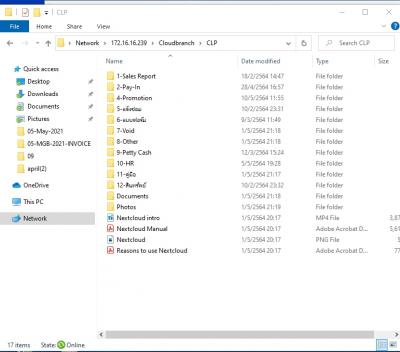 CLP
File Home Share View
Network > 172.16.16.239 > Cloudbranch > CLP
Search CLP
Quick access
Desktop
Downloads
Documents
Pictures
05-May-2021
05-MGB-2021-INVOICE
09
april(2)
OneDrive
This PC
Network
Name Date modified Type Size
1-Sales Report 18/2/2564 14:47 File folder
2-Pay-In 28/4/2564 16:57 File folder
4-Promotion 10/5/2564 11:55 File folder
10/2/2564 23:31 File folder
6-แบบฟอร์ม 9/3/2564 11:49 File folder
7-Void 1/5/2564 21:18 File folder
8-Other 1/5/2564 21:18 File folder
9-Petty Cash 12/3/2564 15:24 File folder
10-HR 5/5/2564 19:28 File folder
11-คู่มือ 1/5/2564 21:17 File folder
12-สินทรัพย์ 10/2/2564 23:32 File folder
Documents 1/5/2564 21:18 File folder
Photos 1/5/2564 21:19 File folder
Nextcloud intro 1/5/2564 20:17 MP4 File 3,87
Nextcloud Manual 1/5/2564 20:17 Adobe Acrobat D... 5,61
Nextcloud 1/5/2564 20:17 PNG File 5
Reasons to use Nextcloud 1/5/2564 20:17 Adobe Acrobat D... 77
17 items State: Online